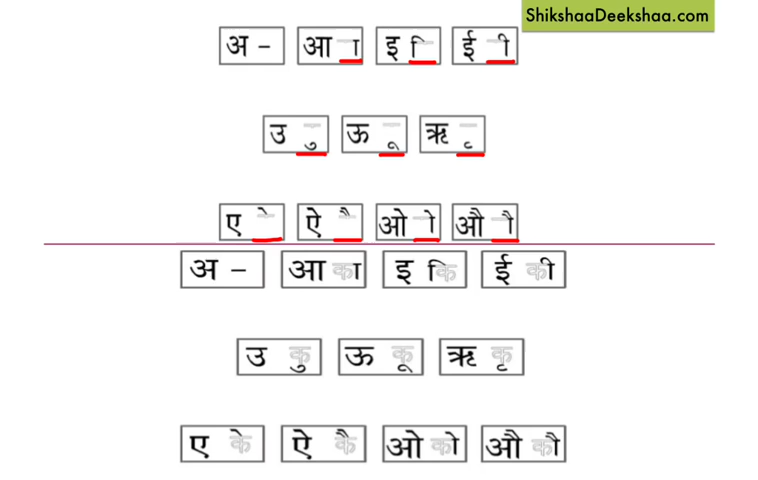 ShikshaaDeekshaa.com
अ – आ ा इ ि ई ी
उ ु ऊ ू ऋ ृ
ए े ऐ ै ओ ो औ ौ
अ – आ का इ कि ई की
उ कु ऊ कू ऋ कृ
ए के ऐ कै ओ को औ कौ